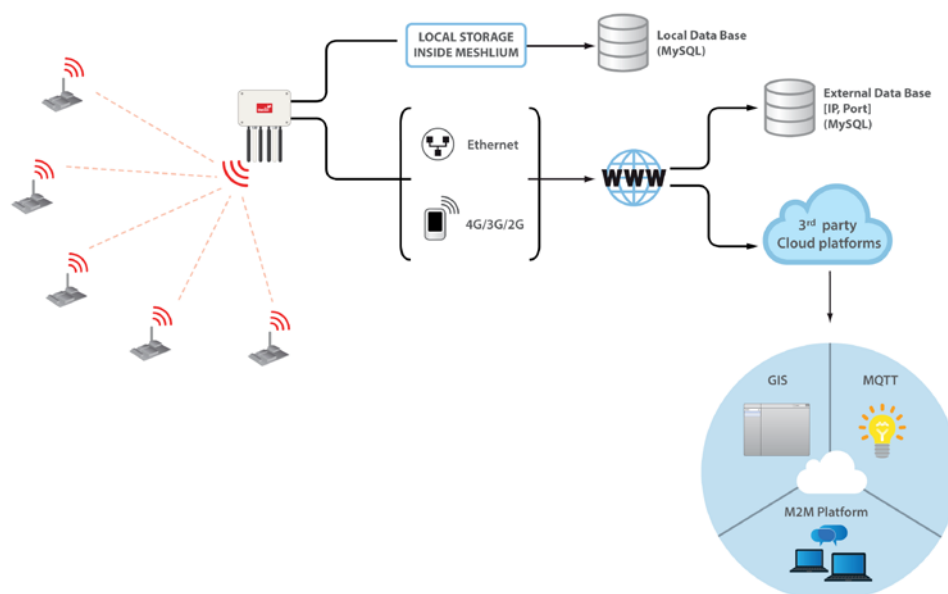 LOCAL STORAGE
INSIDE MESHLIUM
Local Data Base
(MySQL)
External Data Base
[IP, Port]
(MySQL)
Ethernet
4G/3G/2G
WWW
3rd party
Cloud platforms
GIS
MQTT
M2M Platform